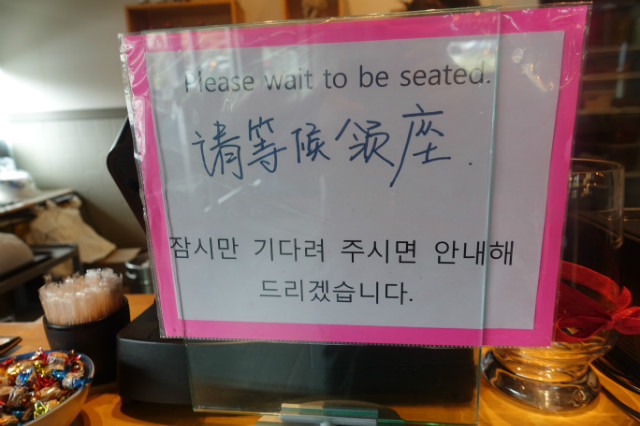 Please wait to be seated.
请等候领座.
잠시만 기다려 주시면 안내해
드리겠습니다.